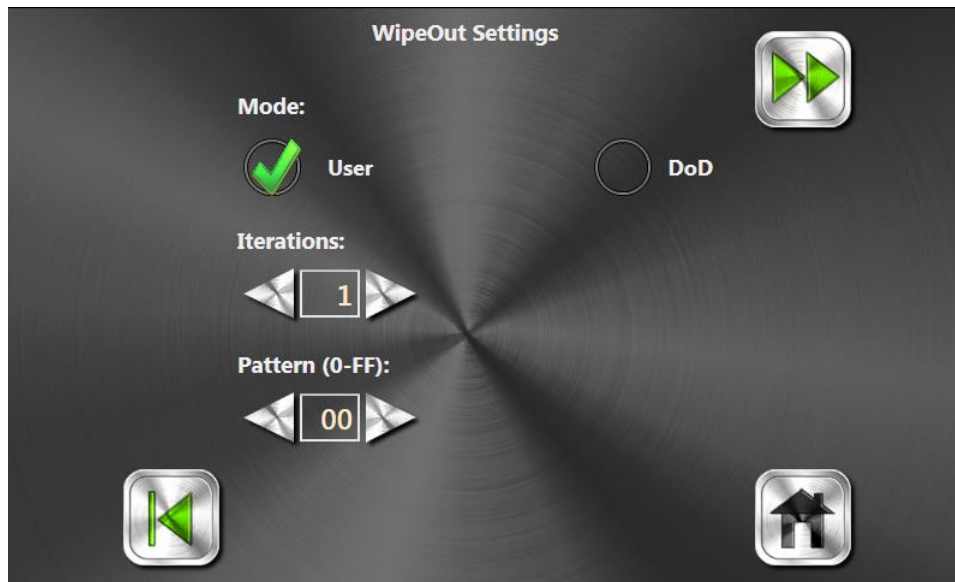 WipeOut Settings
Mode:
User
DoD
Iterations:
1
Pattern (0-FF):
00